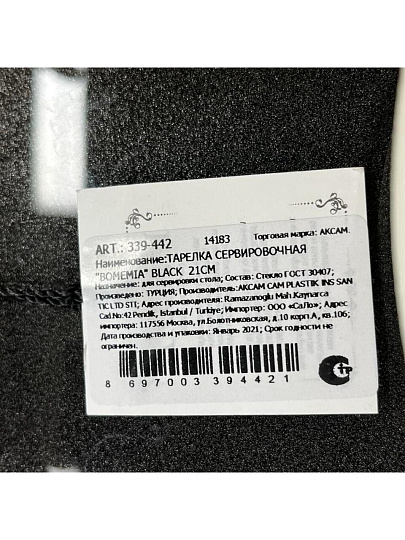 ART.: 339-442 14183 Торговая марка: AKCAM.
Наименование:ТАРЕЛКА СЕРВИРОВОЧНАЯ
"BOMEMIA" BLACK 21CM
Назначение: для сервировки стола; Состав: Стекло ГОСТ 30407;
Произведено: ТУРЦИЯ; Производитель: AKCAM CAM PLASTIK INS SAN
TIC LTD STI; Адрес производителя: Ramazanoglu Mah.Kaynarca
Cad No:42 Pendik, Istanbul / Turkiye; Импортер: ООО «СаЛо»; Адрес
импортера: 117556 Москва, ул.Болотниковская, д.10 корп.А, кв.106;
Дата производства и упаковки: Январь 2021; Срок годности не
ограничен.
8 697003 394421